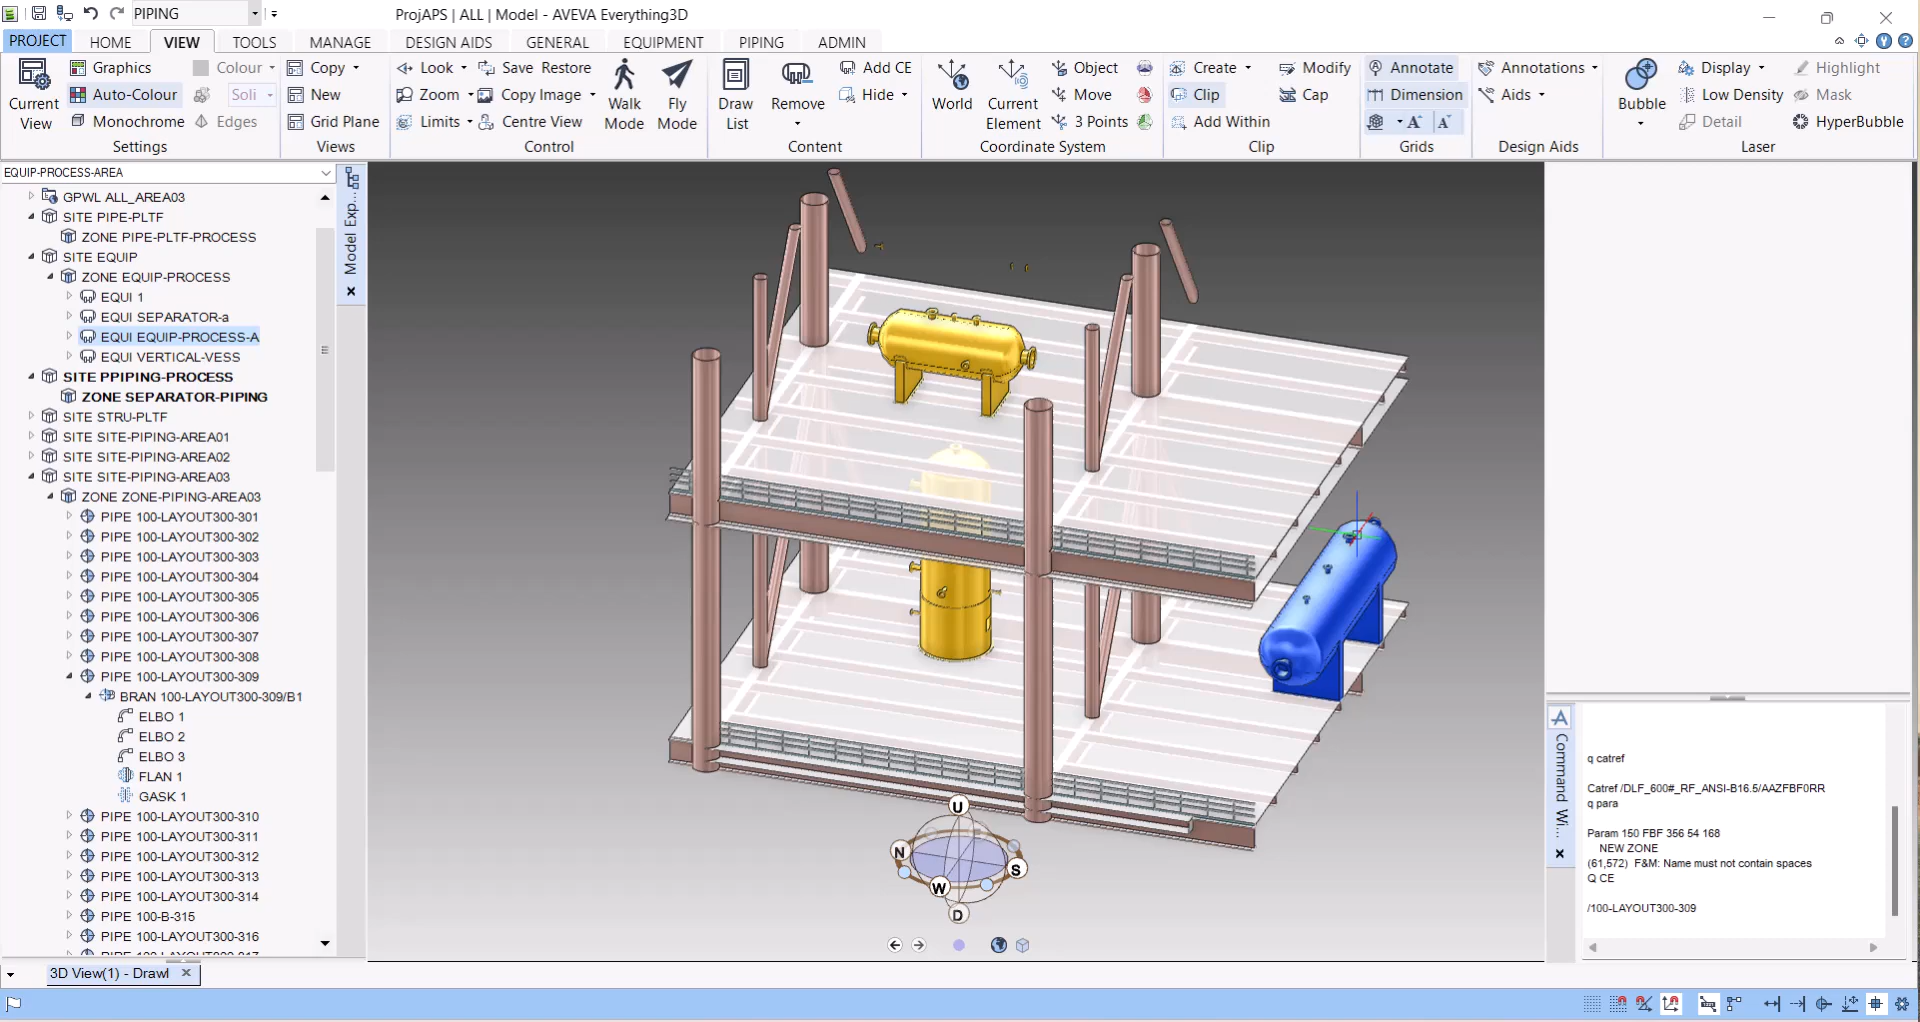 PIPING
ProjAPS | ALL | Model - AVEVA Everything3D
PROJECT HOME VIEW TOOLS MANAGE DESIGN AIDS GENERAL EQUIPMENT PIPING ADMIN
Current View
Graphics
Auto-Colour
Monochrome
Colour
Soli
Edges
Settings
Copy
New
Grid Plane
Views
Look
Zoom
Limits
Save Restore
Copy Image
Centre View
Walk Mode
Fly Mode
Control
Draw List
Remove
Add CE
Hide
Content
World
Current Element
Object
Move
3 Points
Coordinate System
Create
Clip
Add Within
Modify
Cap
Clip
Annotate
Dimension
Grids
Annotations
Aids
Design Aids
Bubble
Display
Low Density
Detail
Highlight
Mask
HyperBubble
Laser
EQUIP-PROCESS-AREA
GPWL ALL_AREA03
SITE PIPE-PLTF
ZONE PIPE-PLTF-PROCESS
SITE EQUIP
ZONE EQUIP-PROCESS
EQUI 1
EQUI SEPARATOR-a
EQUI EQUIP-PROCESS-A
EQUI VERTICAL-VESS
SITE PPIPING-PROCESS
ZONE SEPARATOR-PIPING
SITE STRU-PLTF
SITE SITE-PIPING-AREA01
SITE SITE-PIPING-AREA02
SITE SITE-PIPING-AREA03
ZONE ZONE-PIPING-AREA03
PIPE 100-LAYOUT300-301
PIPE 100-LAYOUT300-302
PIPE 100-LAYOUT300-303
PIPE 100-LAYOUT300-304
PIPE 100-LAYOUT300-305
PIPE 100-LAYOUT300-306
PIPE 100-LAYOUT300-307
PIPE 100-LAYOUT300-308
PIPE 100-LAYOUT300-309
BRAN 100-LAYOUT300-309/B1
ELBO 1
ELBO 2
ELBO 3
FLAN 1
GASK 1
PIPE 100-LAYOUT300-310
PIPE 100-LAYOUT300-311
PIPE 100-LAYOUT300-312
PIPE 100-LAYOUT300-313
PIPE 100-LAYOUT300-314
PIPE 100-B-315
PIPE 100-LAYOUT300-316
Model Exp...
U
N
S
W
D
Command Wi...
q catref
Catref /DLF_600#_RF_ANSI-B16.5/AAZFBF0RR
q para
Param 150 FBF 356 54 168
NEW ZONE
(61,572) F&M: Name must not contain spaces
Q CE
/100-LAYOUT300-309
3D View(1) - Drawl